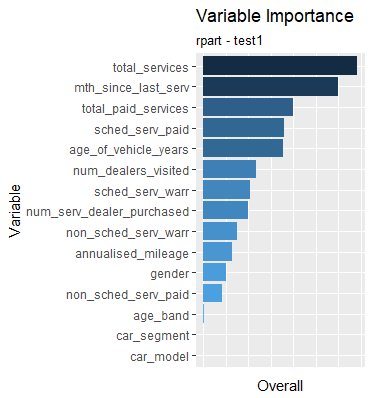 Variable Importance
rpart - test1
total_services
mth_since_last_serv
total_paid_services
sched_serv_paid
age_of_vehicle_years
num_dealers_visited
sched_serv_warr
num_serv_dealer_purchased
non_sched_serv_warr
annualised_mileage
gender
non_sched_serv_paid
age_band
car_segment
car_model
Variable
Overall